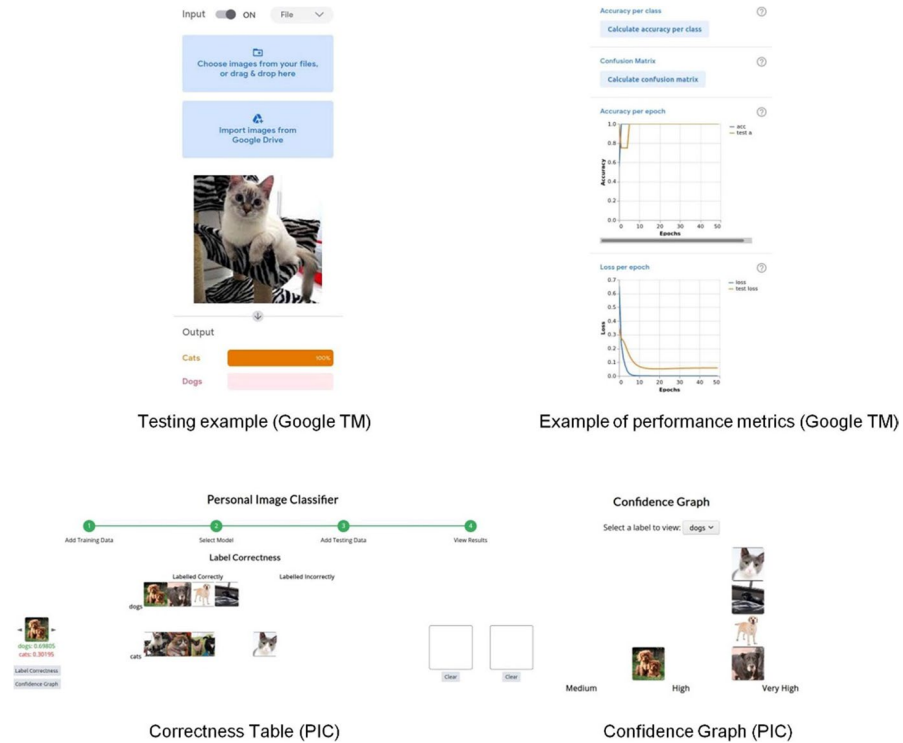 Input ON File
Choose images from your files,
or drag & drop here
Import images from
Google Drive
Output
Cats 100%
Dogs
Testing example (Google TM)
Accuracy per class
Calculate accuracy per class
Confusion Matrix
Calculate confusion matrix
Accuracy per epoch
1.0
0.8
0.6
0.4
0.2
0.0
Accuracy
0 10 20 30 40 50
Epochs
acc
test a
Loss per epoch
0.7
0.6
0.5
0.4
0.3
0.2
0.1
0.0
Loss
0 10 20 30 40 50
Epochs
loss
test loss
Example of performance metrics (Google TM)
Personal Image Classifier
1 2 3 4
Add Training Data Select Model Add Testing Data View Results
Label Correctness
Labelled Correctly Labelled Incorrectly
dogs
cats
dogs: 0.69805
cats: 0.30195
Label Correctness
Confidence Graph
Clear Clear
Correctness Table (PIC)
Confidence Graph
Select a label to view: dogs
Medium High Very High
Confidence Graph (PIC)